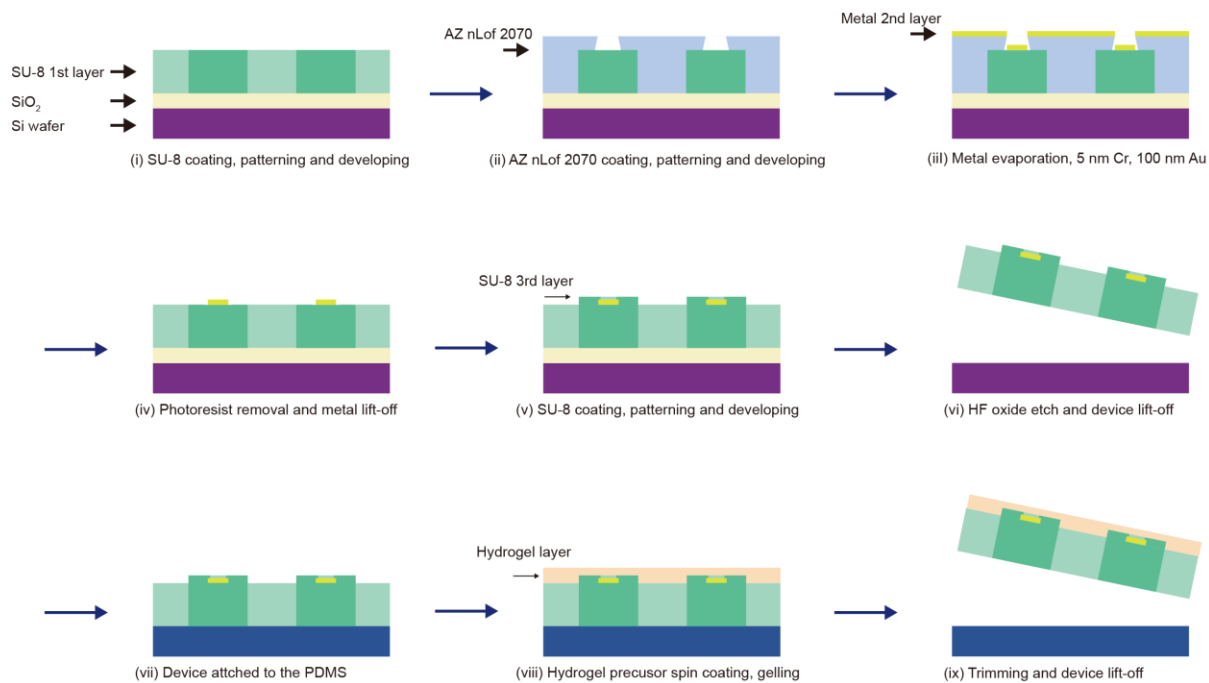 SU-8 1st layer
SiO₂
Si wafer
(i) SU-8 coating, patterning and developing
AZ nLof 2070
(ii) AZ nLof 2070 coating, patterning and developing
Metal 2nd layer
(iiI) Metal evaporation, 5 nm Cr, 100 nm Au
(iv) Photoresist removal and metal lift-off
SU-8 3rd layer
(v) SU-8 coating, patterning and developing
(vi) HF oxide etch and device lift-off
(vii) Device attched to the PDMS
Hydrogel layer
(viii) Hydrogel precusor spin coating, gelling
(ix) Trimming and device lift-off